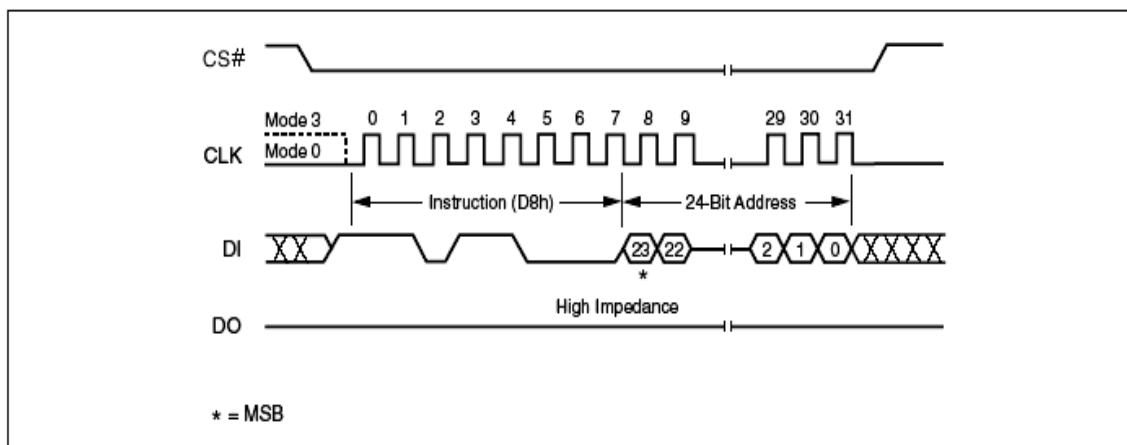 CS#
Mode 3
0 1 2 3 4 5 6 7 8 9 29 30 31
CLK
Mode 0
Instruction (D8h) 24-Bit Address
DI
23 22 2 1 0
*
High Impedance
DO
* = MSB